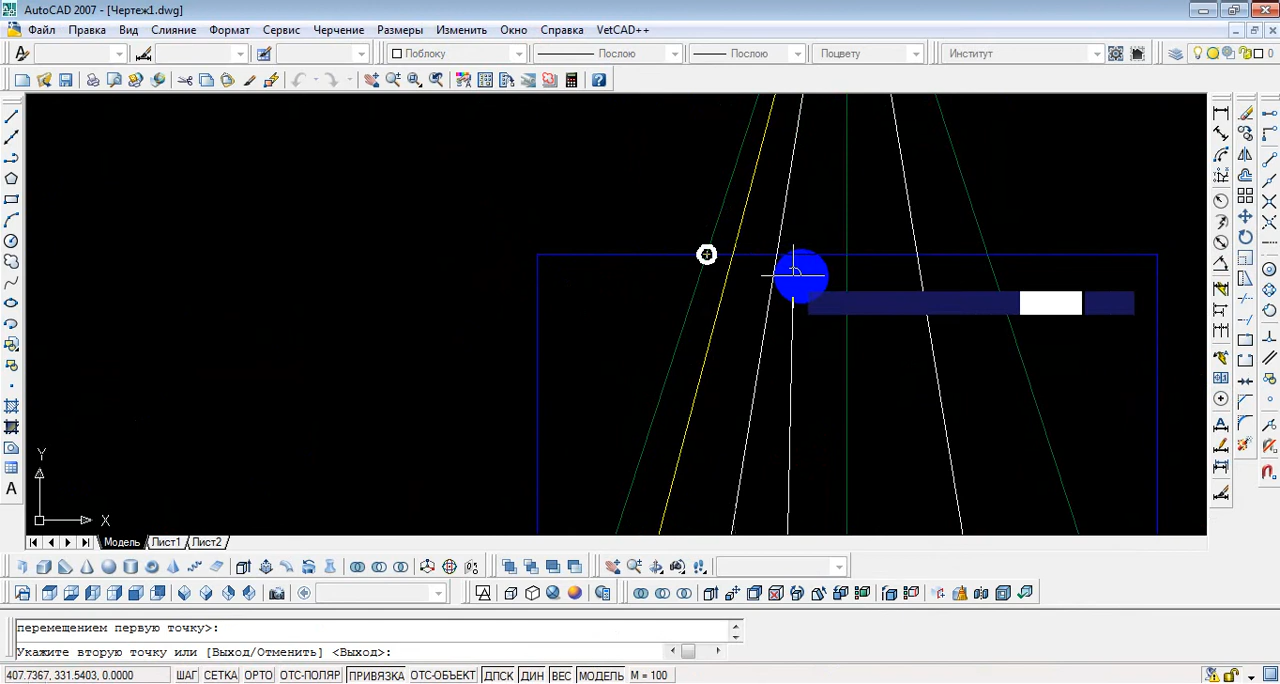 AutoCAD 2007 - [Чертеж1.dwg]
Файл Правка Вид Слияние Формат Сервис Черчение Размеры Изменить Окно Справка VetCAD++
Поблоку Послою Послою Поцвету Институт 0
Y
X
Модель Лист1 Лист2
перемещением первую точку>:
Укажите вторую точку или [Выход/Отменить] <Выход>:
407.7367, 331.5403, 0.0000 ШАГ СЕТКА ОРТО ОТС-ПОЛЯР ПРИВЯЗКА ОТС-ОБЪЕКТ ДПСК ДИН ВЕС МОДЕЛЬ М = 100